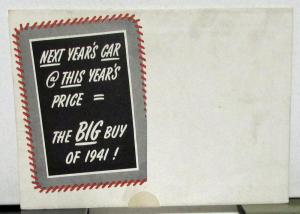 NEXT YEAR'S CAR
@ THIS YEAR'S
PRICE =
THE BIG BUY
OF 1941!